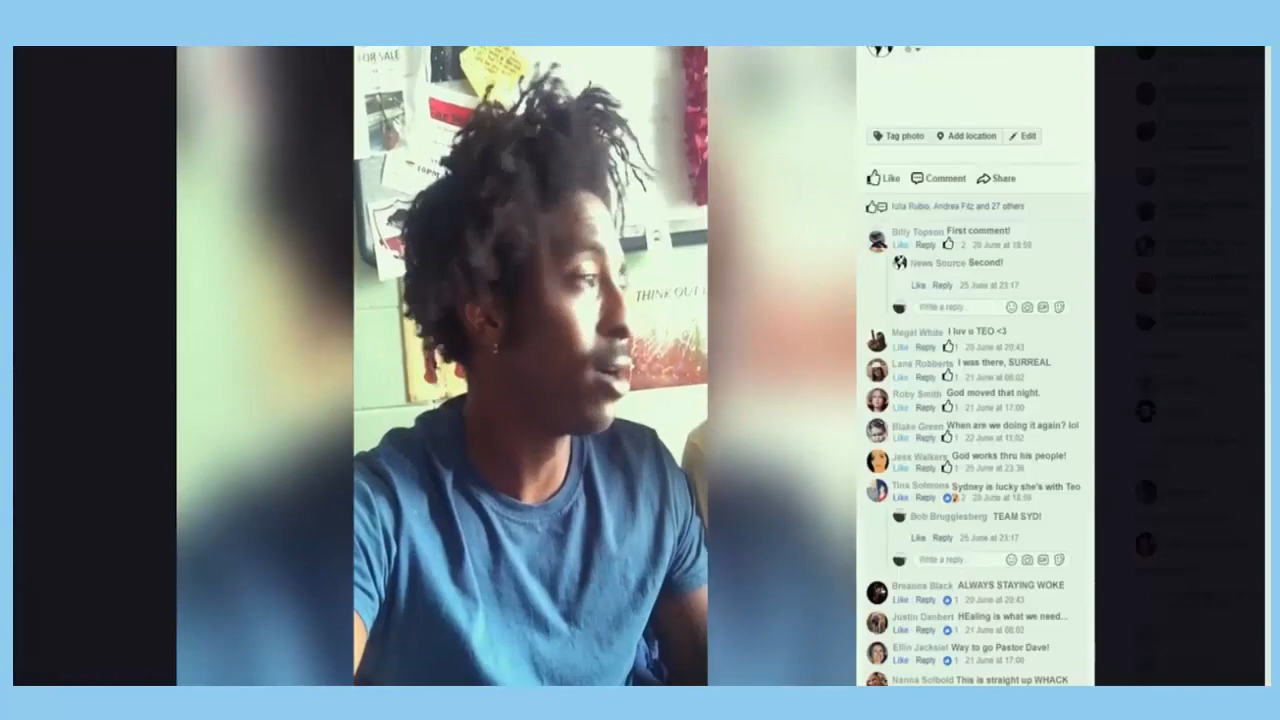 FOR SALE
10PM
THINK OUT
Tag photo Add location Edit
Like Comment Share
Iulia Rubio, Andrea Fitz and 27 others
Billy Topson First comment!
Like Reply 2 20 June at 18:59
News Source Second!
Like Reply 25 June at 23:17
Write a reply...
Megal White I luv u TEO <3
Like Reply 1 20 June at 20:43
Lana Robberts I was there, SURREAL
Like Reply 1 21 June at 08:02
Roby Smith God moved that night.
Like Reply 1 21 June at 17:00
Blake Green When are we doing it again? lol
Like Reply 1 22 June at 11:02
Jess Walkers God works thru his people!
Like Reply 1 25 June at 23:36
Tina Solmons Sydney is lucky she's with Teo
Like Reply 2 20 June at 18:59
Bob Brugglesberg TEAM SYD!
Like Reply 25 June at 23:17
Write a reply...
Breanna Black ALWAYS STAYING WOKE
Like Reply 1 20 June at 20:43
Justin Danbert HEaling is what we need...
Like Reply 1 21 June at 08:02
Ellin Jacksiel Way to go Pastor Dave!
Like Reply 1 21 June at 17:00
Nanna Solbold This is straight up WHACK